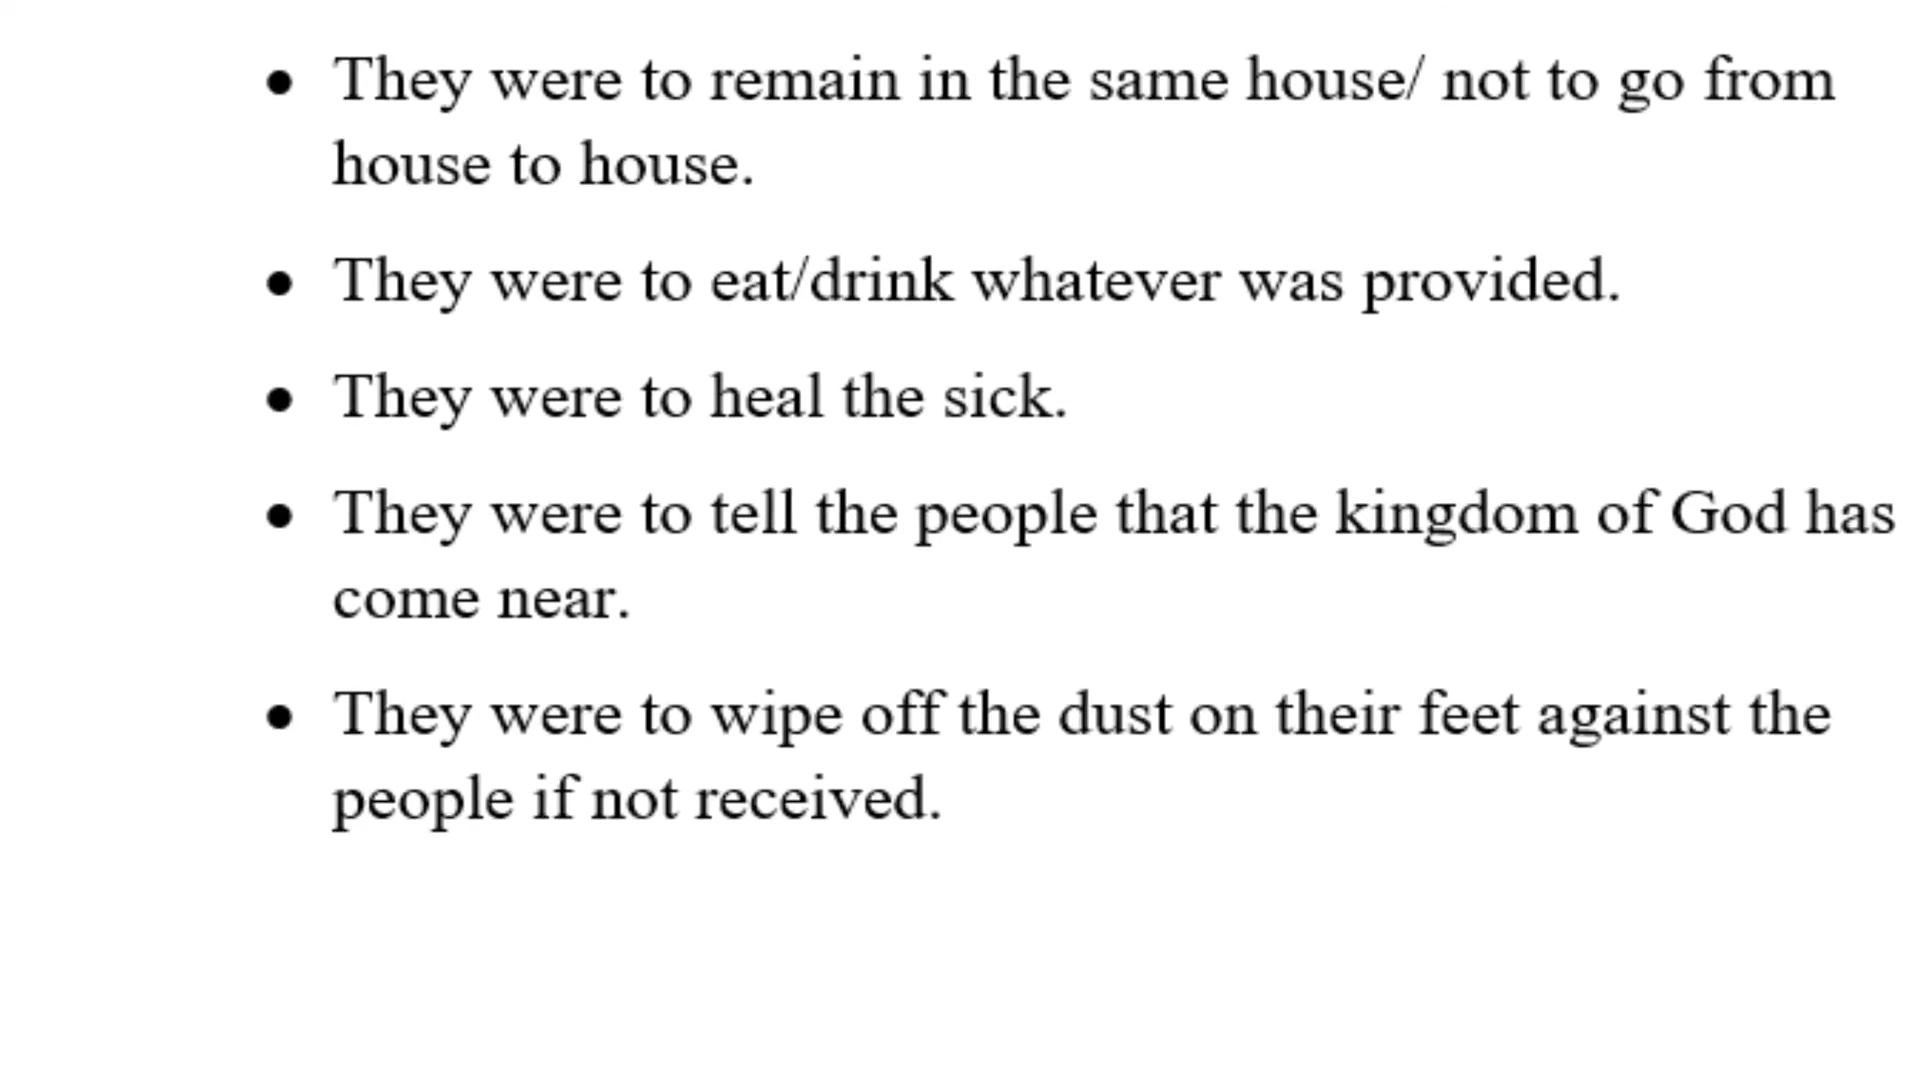 • They were to remain in the same house/ not to go from
house to house.
• They were to eat/drink whatever was provided.
• They were to heal the sick.
• They were to tell the people that the kingdom of God has
come near.
• They were to wipe off the dust on their feet against the
people if not received.